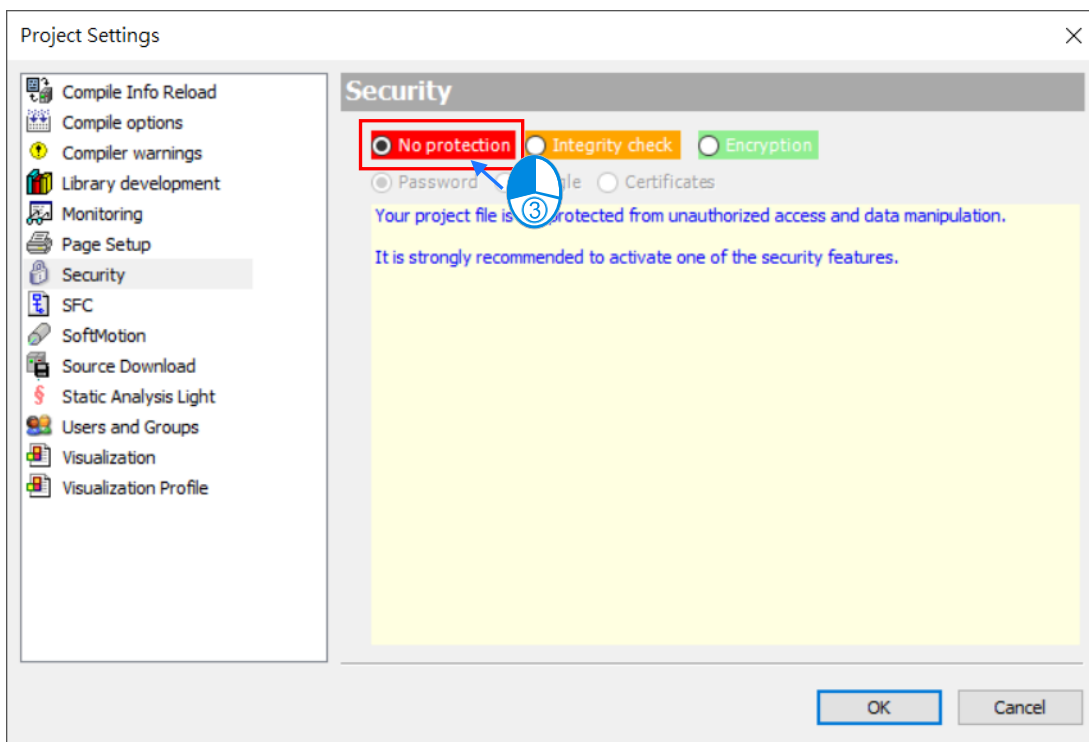 Project Settings
Compile Info Reload
Compile options
Compiler warnings
Library development
Monitoring
Page Setup
Security
SFC
SoftMotion
Source Download
Static Analysis Light
Users and Groups
Visualization
Visualization Profile
Security
No protection Integrity check Encryption
Password Certificates
③
Your project file is protected from unauthorized access and data manipulation.
It is strongly recommended to activate one of the security features.
OK Cancel